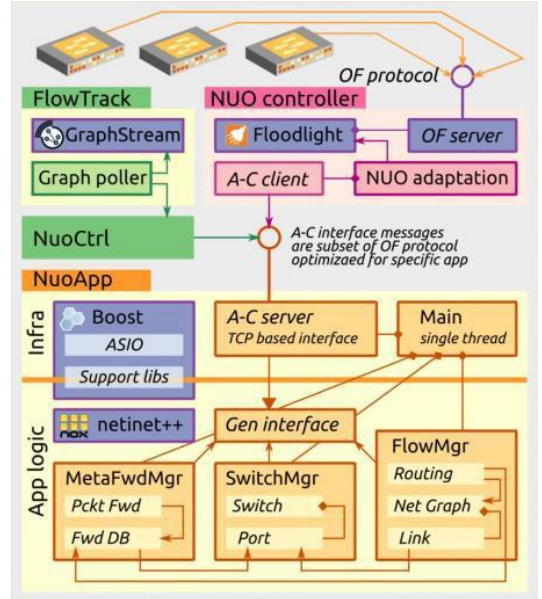 OF protocol
FlowTrack
NUO controller
GraphStream
Floodlight
OF server
Graph poller
A-C client
NUO adaptation
NuoCtrl
A-C interface messages
are subset of OF protocol
optimizaed for specific app
NuoApp
Infra
Boost
ASIO
Support libs
A-C server
TCP based interface
Main
single thread
App logic
nox
netinet++
Gen interface
MetaFwdMgr
Pckt Fwd
Fwd DB
SwitchMgr
Switch
Port
FlowMgr
Routing
Net Graph
Link